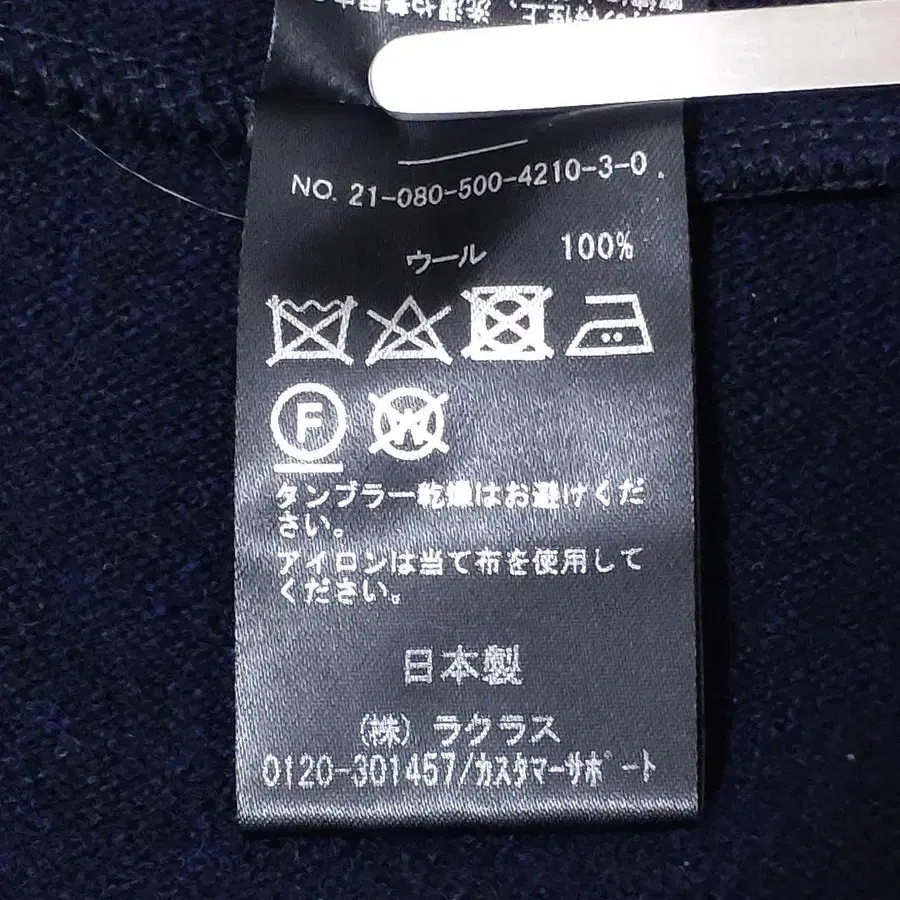 NO. 21-080-500-4210-3-0
ウール 100%
F
W
タンブラー乾燥はお避けくだ
さい。
アイロンは当て布を使用して
ください。
日本製
(株) ラクラス
0120-301457/カスタマーサポート